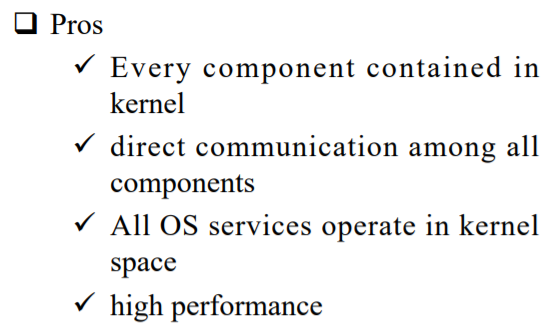 ❑ Pros
✓ Every component contained in
kernel
✓ direct communication among all
components
✓ All OS services operate in kernel
space
✓ high performance